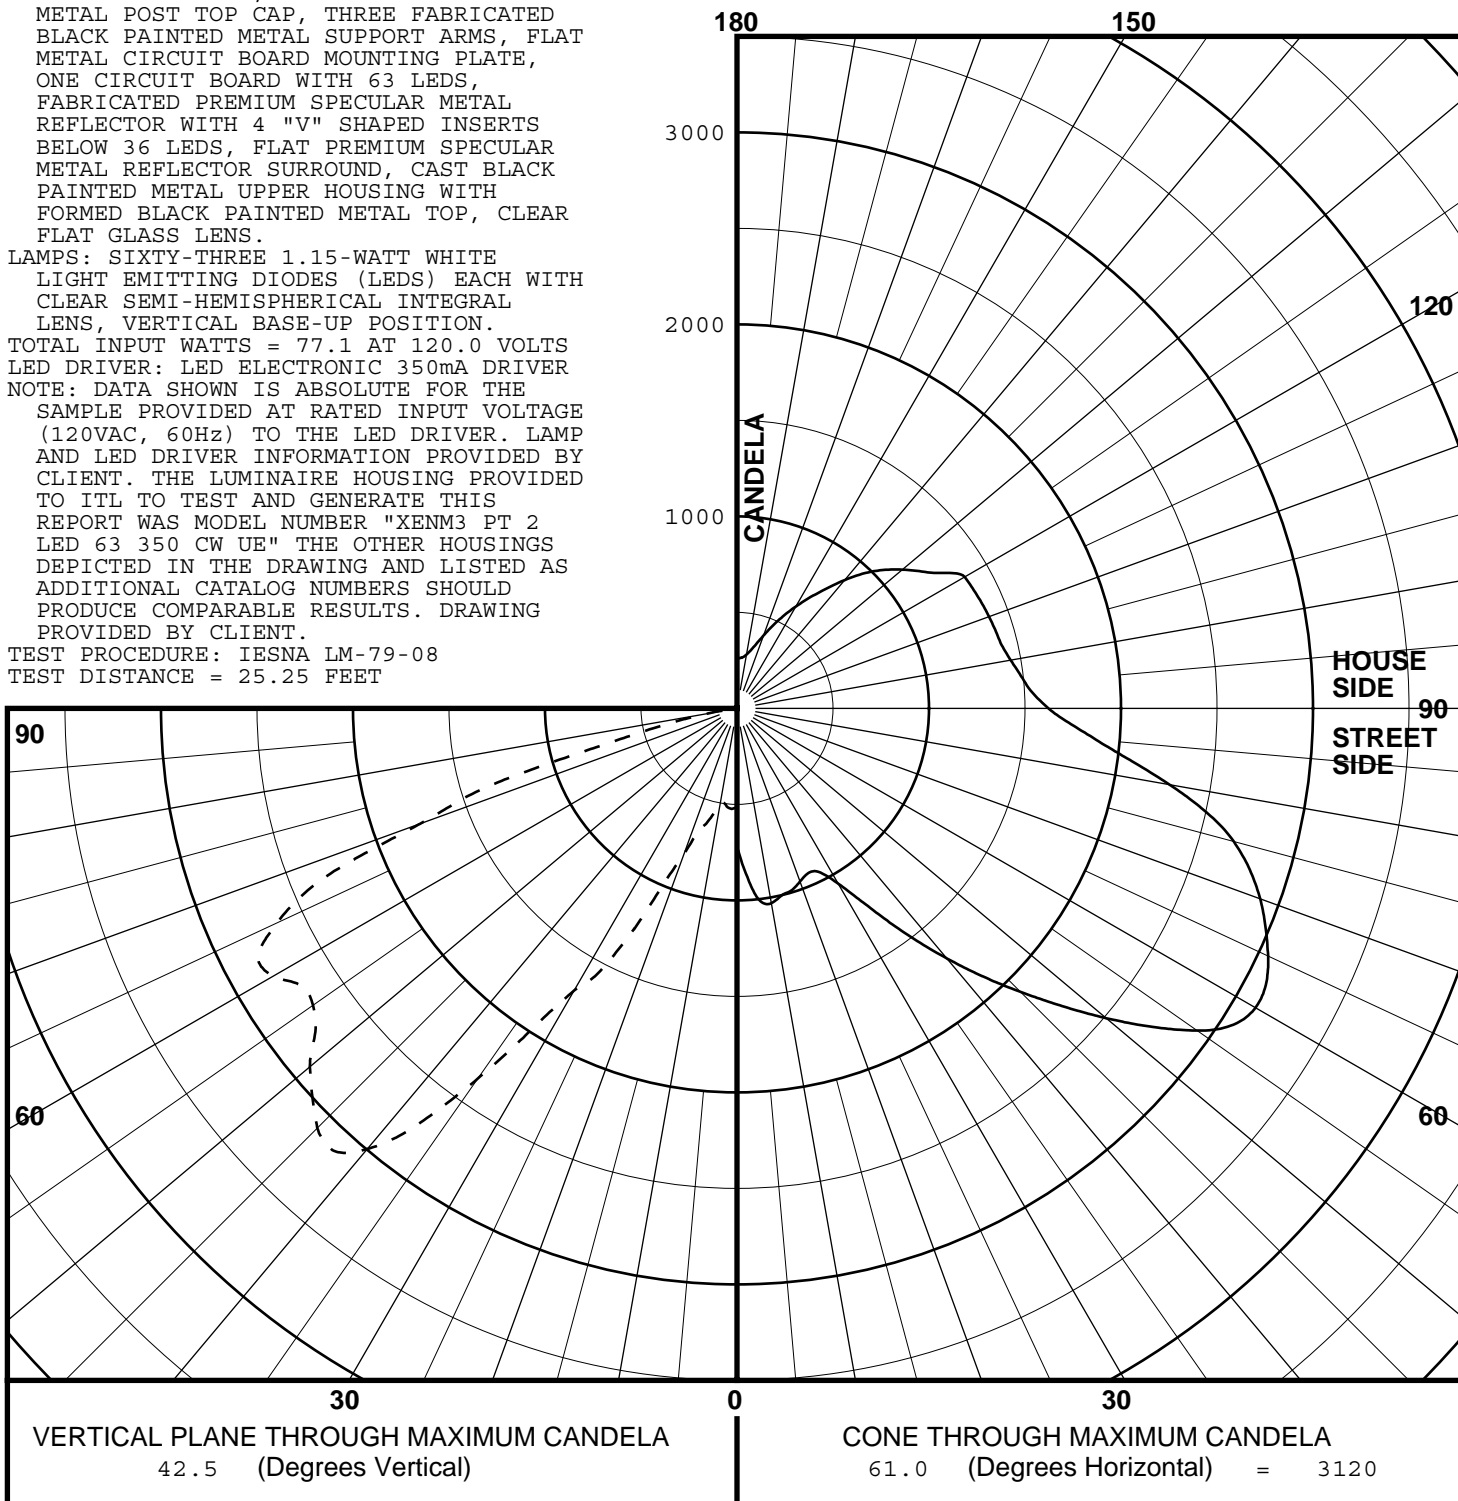 METAL POST TOP CAP, THREE FABRICATED
BLACK PAINTED METAL SUPPORT ARMS, FLAT
METAL CIRCUIT BOARD MOUNTING PLATE,
ONE CIRCUIT BOARD WITH 63 LEDS,
FABRICATED PREMIUM SPECULAR METAL
REFLECTOR WITH 4 "V" SHAPED INSERTS
BELOW 36 LEDS, FLAT PREMIUM SPECULAR
METAL REFLECTOR SURROUND, CAST BLACK
PAINTED METAL UPPER HOUSING WITH
FORMED BLACK PAINTED METAL TOP, CLEAR
FLAT GLASS LENS.
LAMPS: SIXTY-THREE 1.15-WATT WHITE
LIGHT EMITTING DIODES (LEDS) EACH WITH
CLEAR SEMI-HEMISPHERICAL INTEGRAL
LENS, VERTICAL BASE-UP POSITION.
TOTAL INPUT WATTS = 77.1 AT 120.0 VOLTS
LED DRIVER: LED ELECTRONIC 350mA DRIVER
NOTE: DATA SHOWN IS ABSOLUTE FOR THE
SAMPLE PROVIDED AT RATED INPUT VOLTAGE
(120VAC, 60Hz) TO THE LED DRIVER. LAMP
AND LED DRIVER INFORMATION PROVIDED BY
CLIENT. THE LUMINAIRE HOUSING PROVIDED
TO ITL TO TEST AND GENERATE THIS
REPORT WAS MODEL NUMBER "XENM3 PT 2
LED 63 350 CW UE" THE OTHER HOUSINGS
DEPICTED IN THE DRAWING AND LISTED AS
ADDITIONAL CATALOG NUMBERS SHOULD
PRODUCE COMPARABLE RESULTS. DRAWING
PROVIDED BY CLIENT.
TEST PROCEDURE: IESNA LM-79-08
TEST DISTANCE = 25.25 FEET
180
150
3000
120
2000
CANDELA
1000
HOUSE
SIDE
90
90
STREET
SIDE
60
60
30
0
30
VERTICAL PLANE THROUGH MAXIMUM CANDELA
42.5 (Degrees Vertical)
CONE THROUGH MAXIMUM CANDELA
61.0 (Degrees Horizontal) = 3120